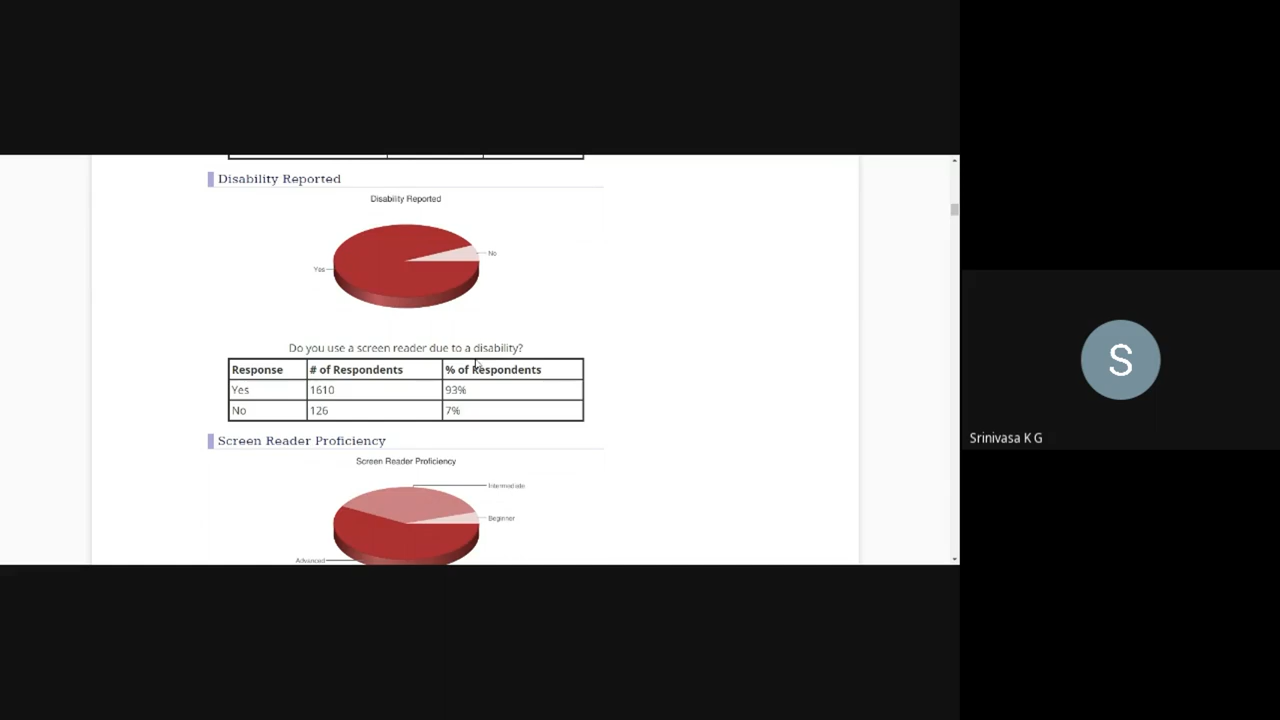 Disability Reported
Disability Reported
No
Yes
Do you use a screen reader due to a disability?
Response # of Respondents % of Respondents
Yes 1610 93%
No 126 7%
Screen Reader Proficiency
Screen Reader Proficiency
Intermediate
Beginner
Advanced
S
Srinivasa K G